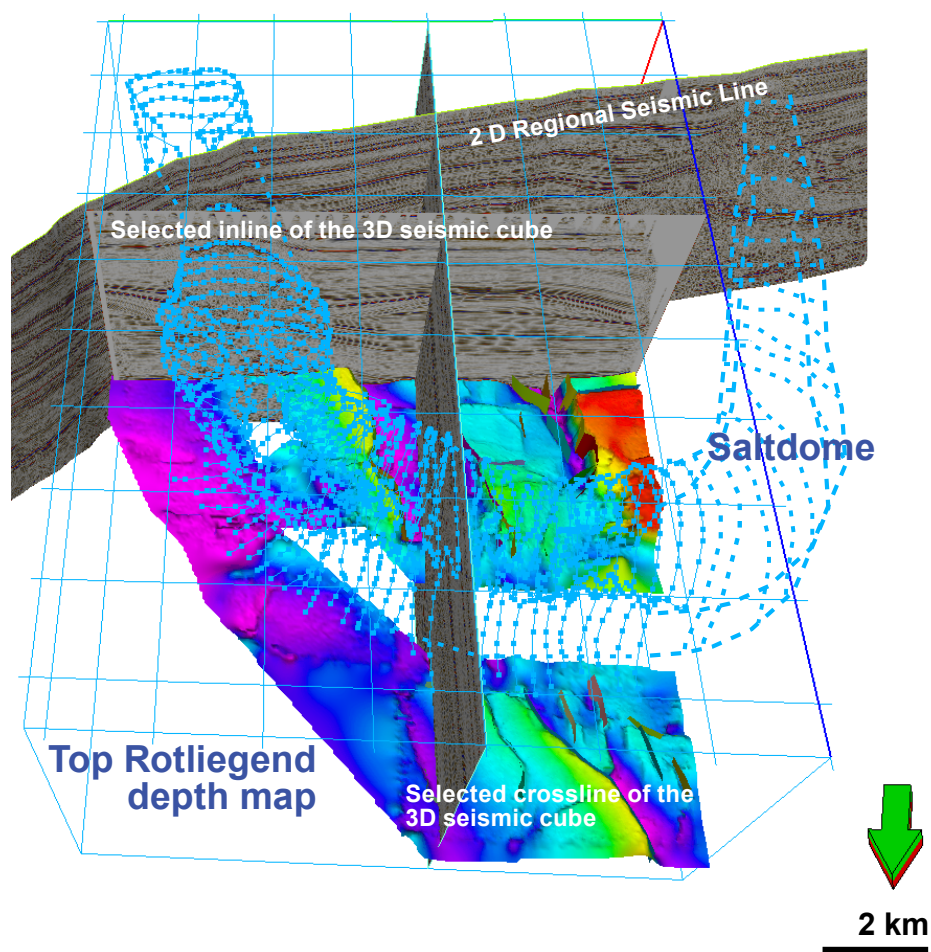 2 D Regional Seismic Line
Selected inline of the 3D seismic cube
Saltdome
Top Rotliegend
depth map
Selected crossline of the
3D seismic cube
2 km